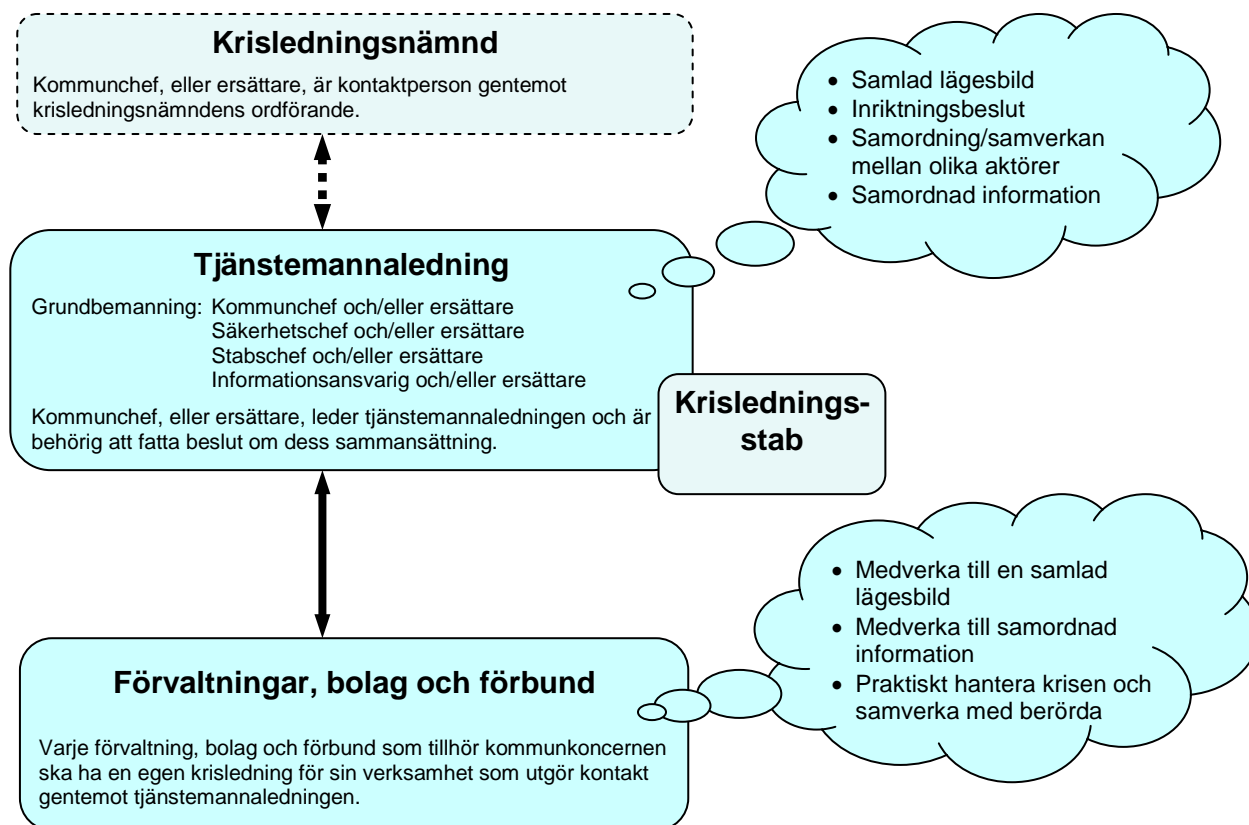 Krisledningsnämnd
Kommunchef, eller ersättare, är kontaktperson gentemot
krisledningsnämndens ordförande.
• Samlad lägesbild
• Inriktningsbeslut
• Samordning/samverkan
mellan olika aktörer
• Samordnad information
Tjänstemannaledning
Grundbemanning: Kommunchef och/eller ersättare
Säkerhetschef och/eller ersättare
Stabschef och/eller ersättare
Informationsansvarig och/eller ersättare
Kommunchef, eller ersättare, leder tjänstemannaledningen och är
behörig att fatta beslut om dess sammansättning.
Krislednings-
stab
• Medverka till en samlad
lägesbild
• Medverka till samordnad
information
• Praktiskt hantera krisen och
samverka med berörda
Förvaltningar, bolag och förbund
Varje förvaltning, bolag och förbund som tillhör kommunkoncernen
ska ha en egen krisledning för sin verksamhet som utgör kontakt
gentemot tjänstemannaledningen.